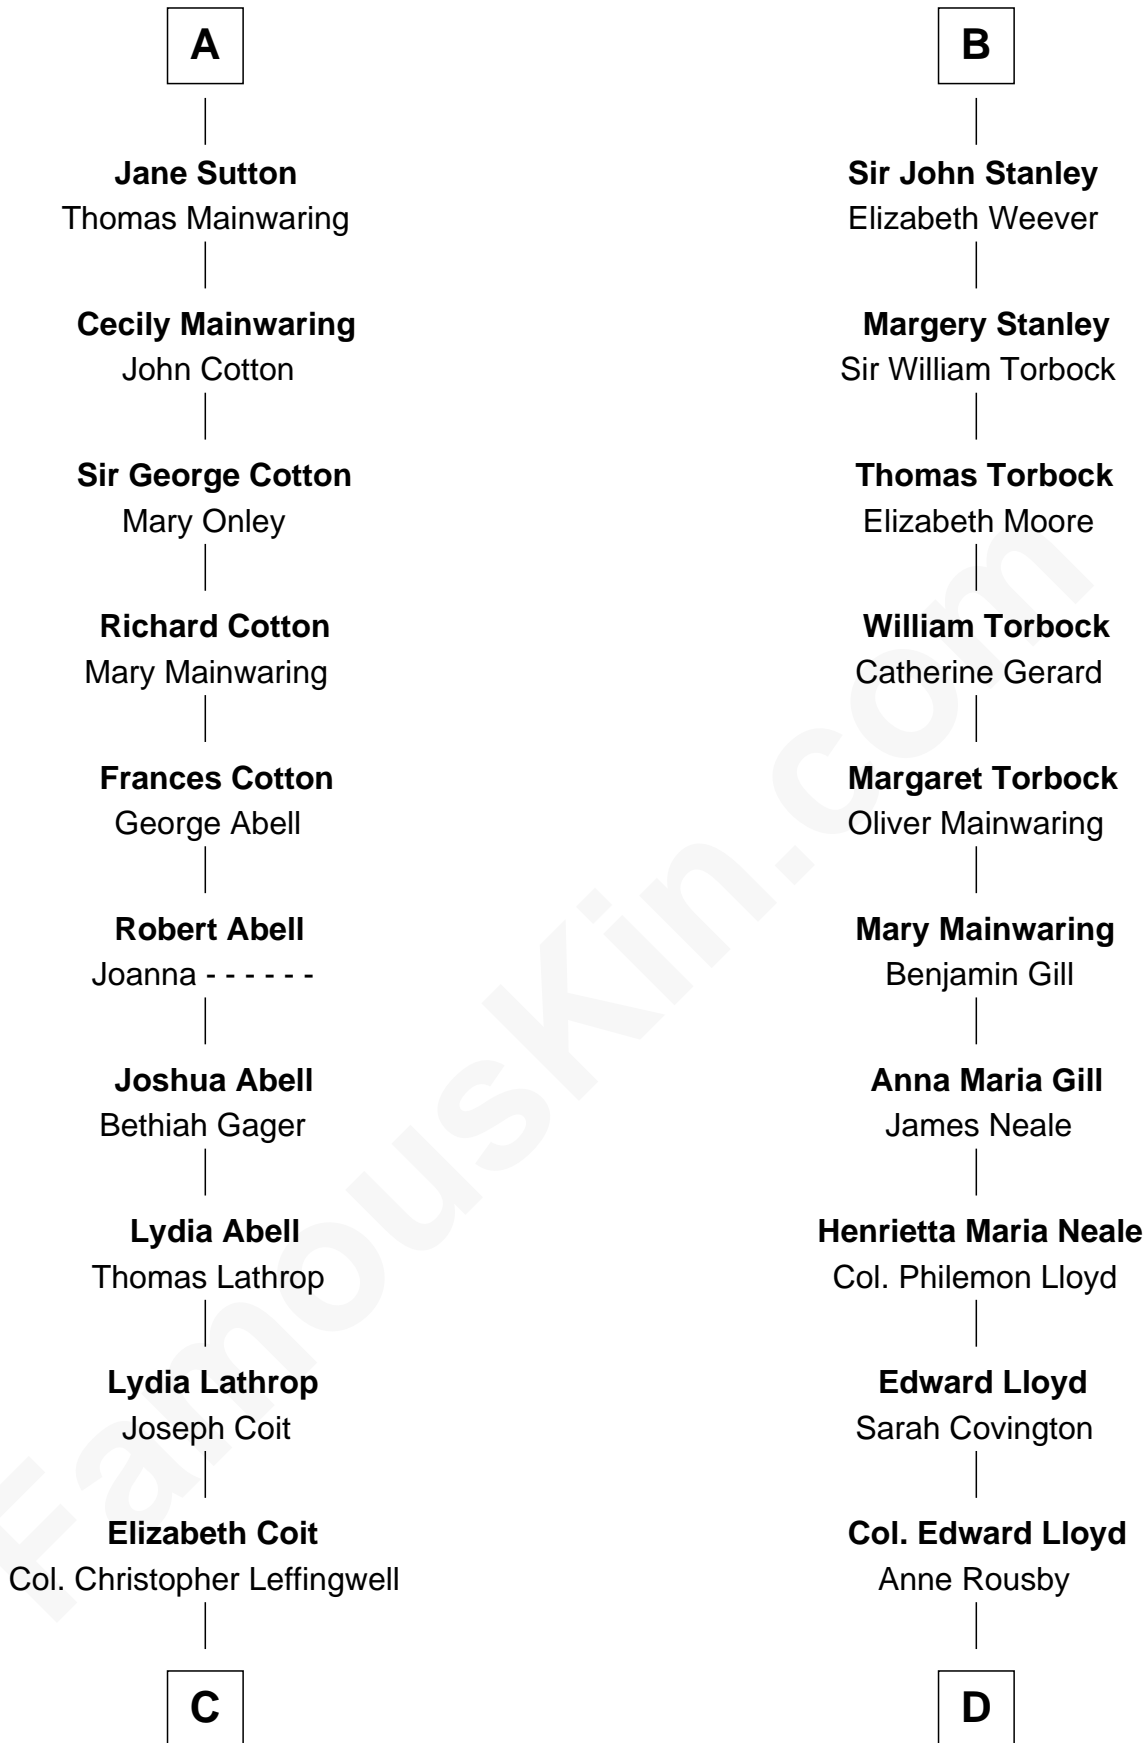 A
Jane Sutton
Thomas Mainwaring
Cecily Mainwaring
John Cotton
Sir George Cotton
Mary Onley
Richard Cotton
Mary Mainwaring
Frances Cotton
George Abell
Robert Abell
Joanna - - - - - -
Joshua Abell
Bethiah Gager
Lydia Abell
Thomas Lathrop
Lydia Lathrop
Joseph Coit
Elizabeth Coit
Col. Christopher Leffingwell
C
B
Sir John Stanley
Elizabeth Weever
Margery Stanley
Sir William Torbock
Thomas Torbock
Elizabeth Moore
William Torbock
Catherine Gerard
Margaret Torbock
Oliver Mainwaring
Mary Mainwaring
Benjamin Gill
Anna Maria Gill
James Neale
Henrietta Maria Neale
Col. Philemon Lloyd
Edward Lloyd
Sarah Covington
Col. Edward Lloyd
Anne Rousby
D
FamousKin.com